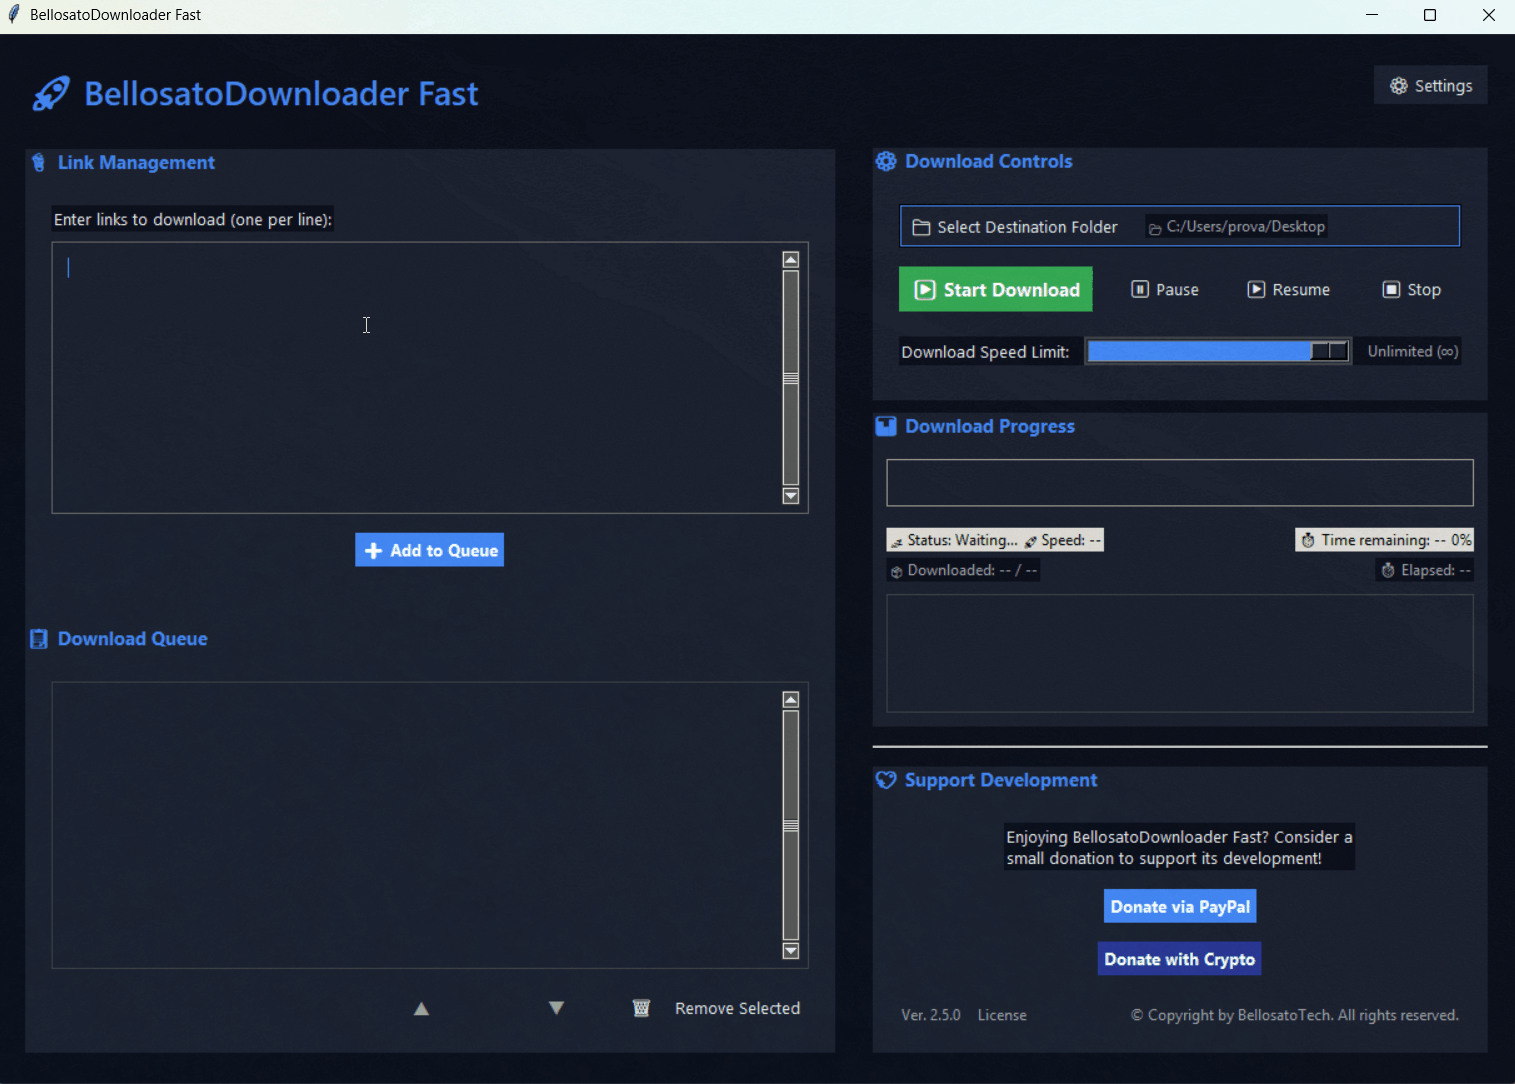 BellosatoDownloader Fast
BellosatoDownloader Fast
Settings
Link Management
Enter links to download (one per line):
Add to Queue
Download Queue
▲ ▼ Remove Selected
Download Controls
Select Destination Folder C:/Users/prova/Desktop
Start Download Pause Resume Stop
Download Speed Limit: Unlimited (∞)
Download Progress
Status: Waiting... Speed: -- Time remaining: -- 0%
Downloaded: -- / -- Elapsed: --
Support Development
Enjoying BellosatoDownloader Fast? Consider a
small donation to support its development!
Donate via PayPal
Donate with Crypto
Ver. 2.5.0 License © Copyright by BellosatoTech. All rights reserved.